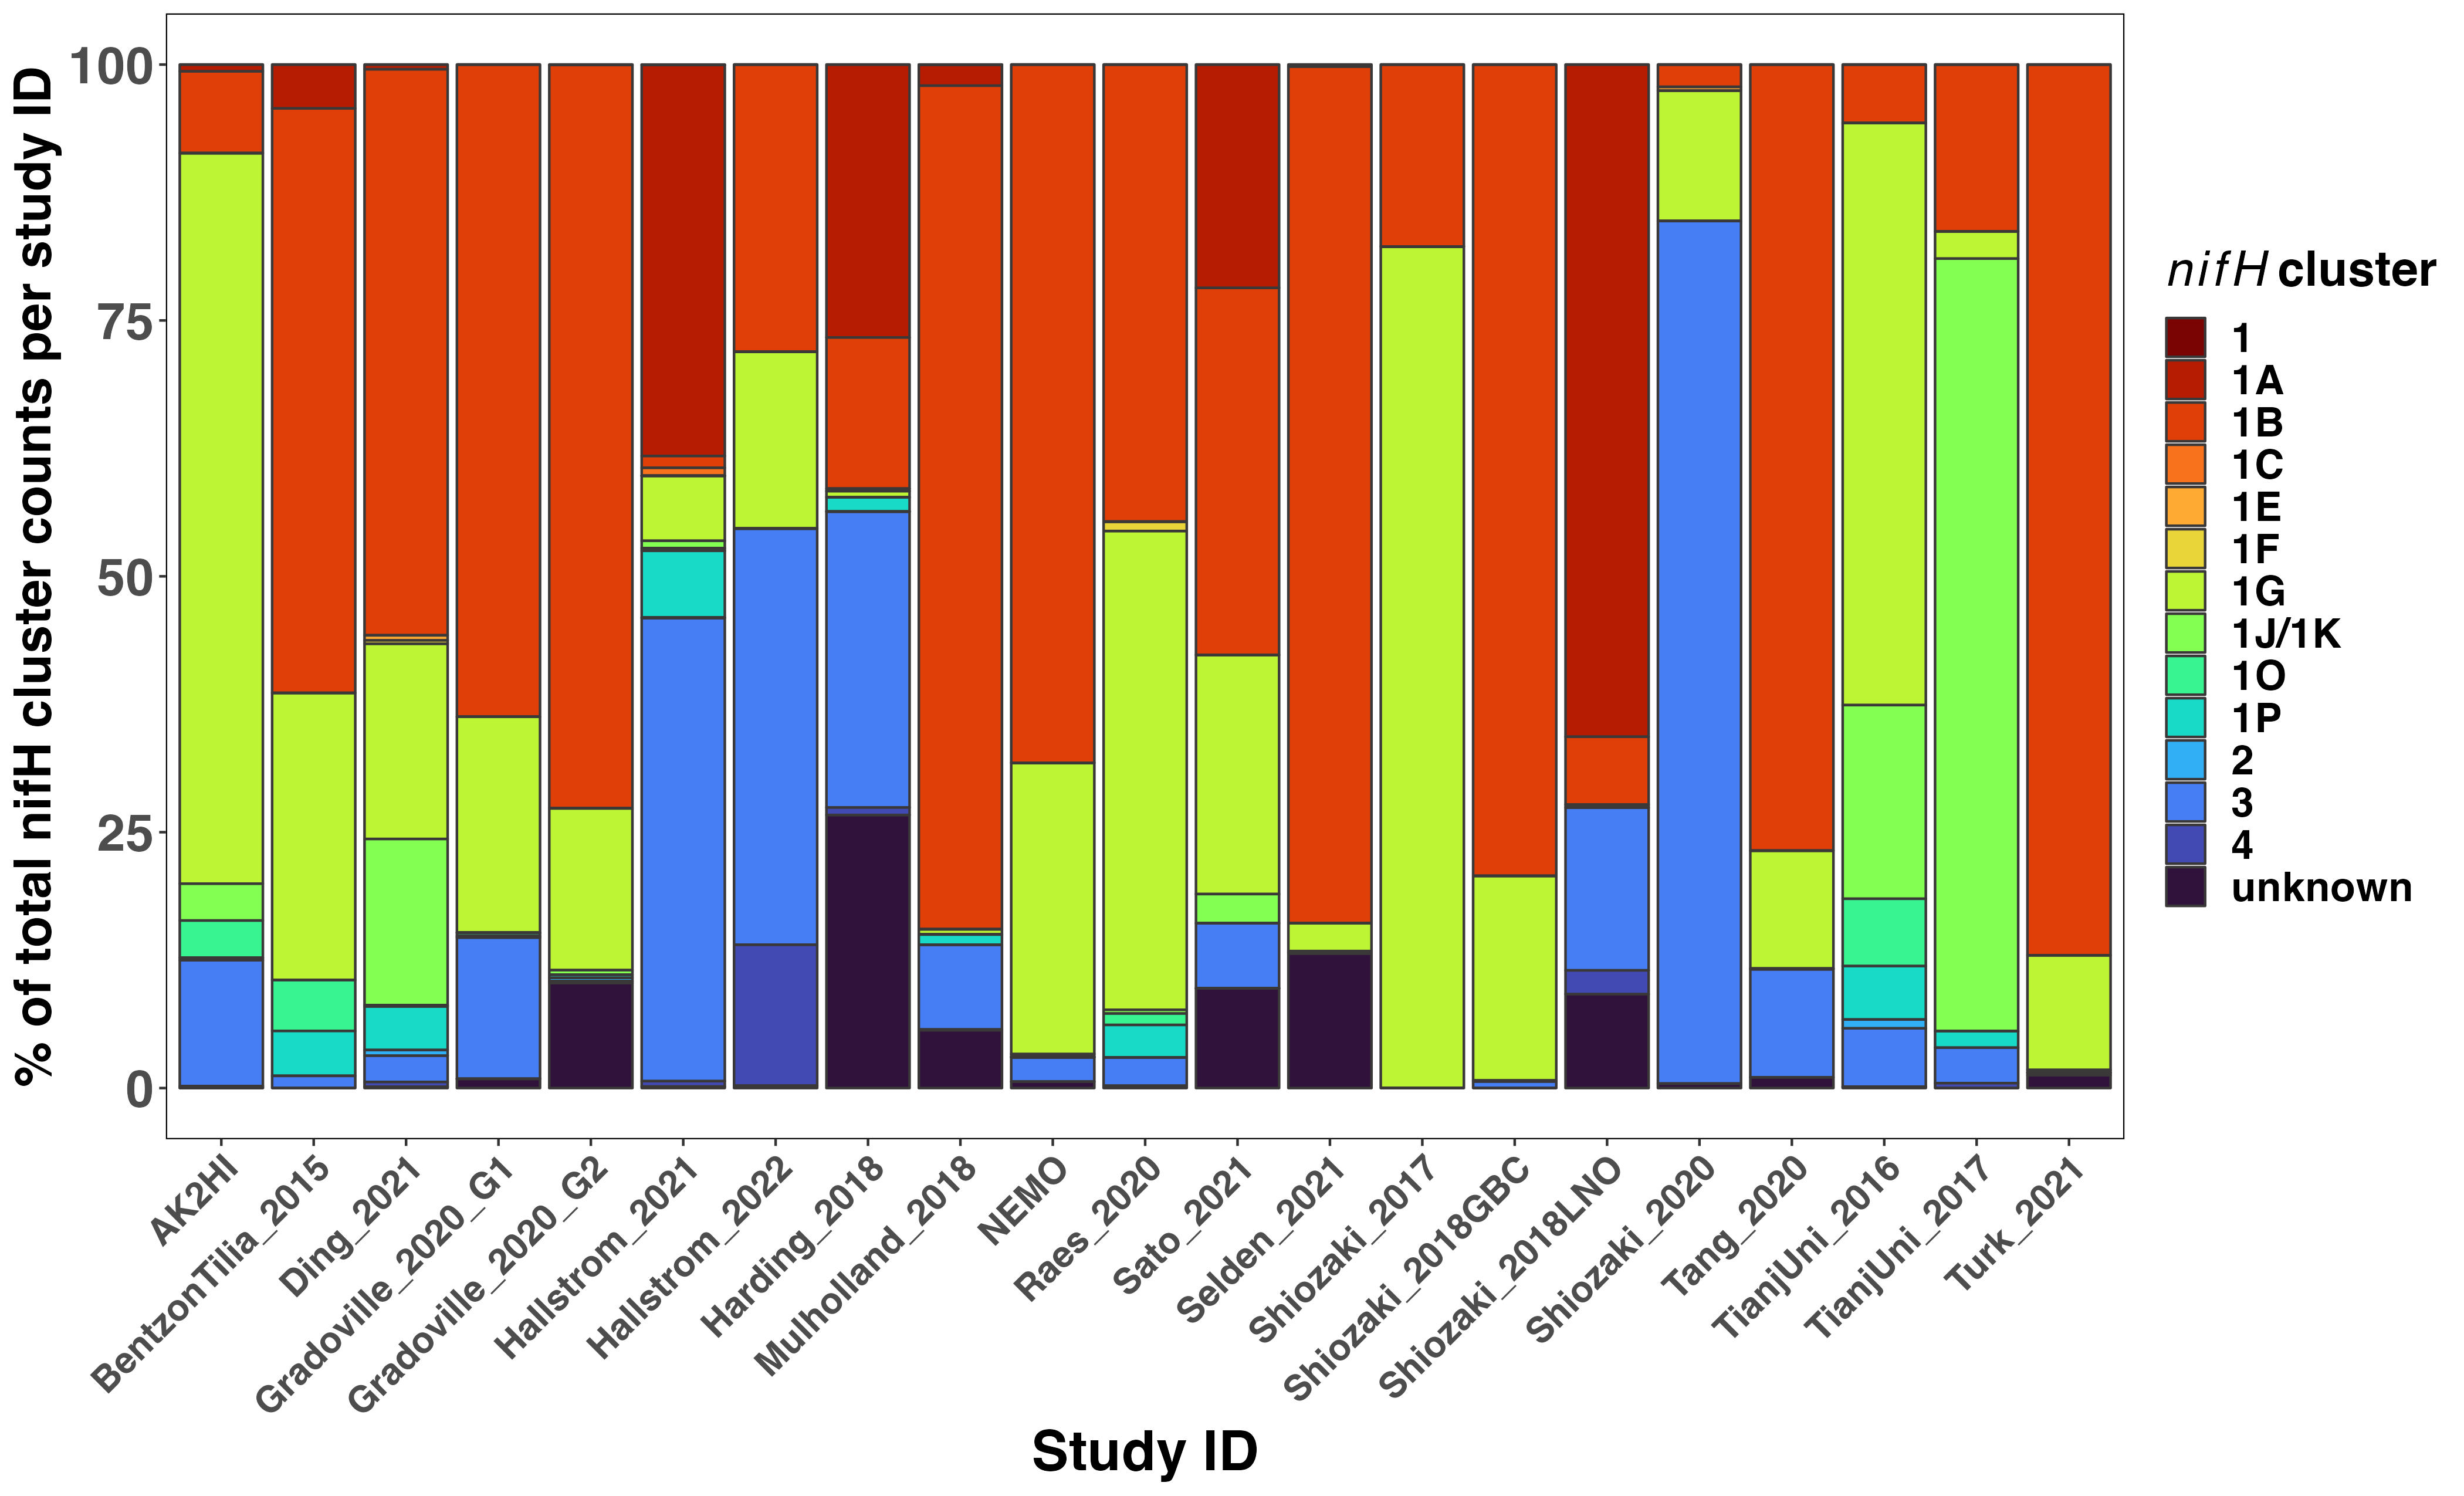 % of total nifH cluster counts per study ID
100
75
50
25
0
AK2HI
BentzonTilia_2015
Ding_2021
Gradoville_2020_G1
Gradoville_2020_G2
Hallstrom_2021
Hallstrom_2022
Harding_2018
Mulholland_2018
NEMO
Raes_2020
Sato_2021
Selden_2021
Shiozaki_2017
Shiozaki_2018GBC
Shiozaki_2018LNO
Shiozaki_2020
Tang_2020
TianjUni_2016
TianjUni_2017
Turk_2021
Study ID
nifH cluster
1
1A
1B
1C
1E
1F
1G
1J/1K
1O
1P
2
3
4
unknown